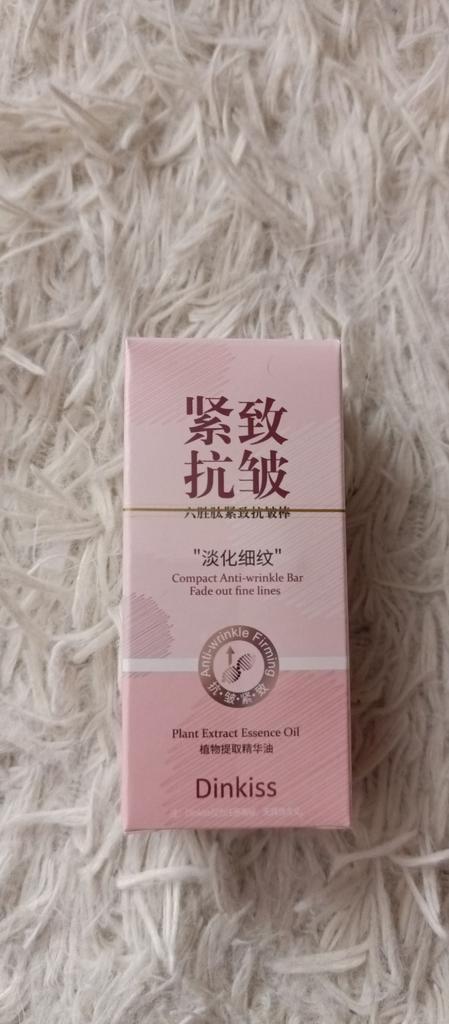 紧致
抗皱
六胜肽紧致抗皱棒
"淡化细纹"
Compact Anti-wrinkle Bar
Fade out fine lines
Anti-wrinkle Firming
抗·皱·紧·致
Plant Extract Essence Oil
植物提取精华油
Dinkiss